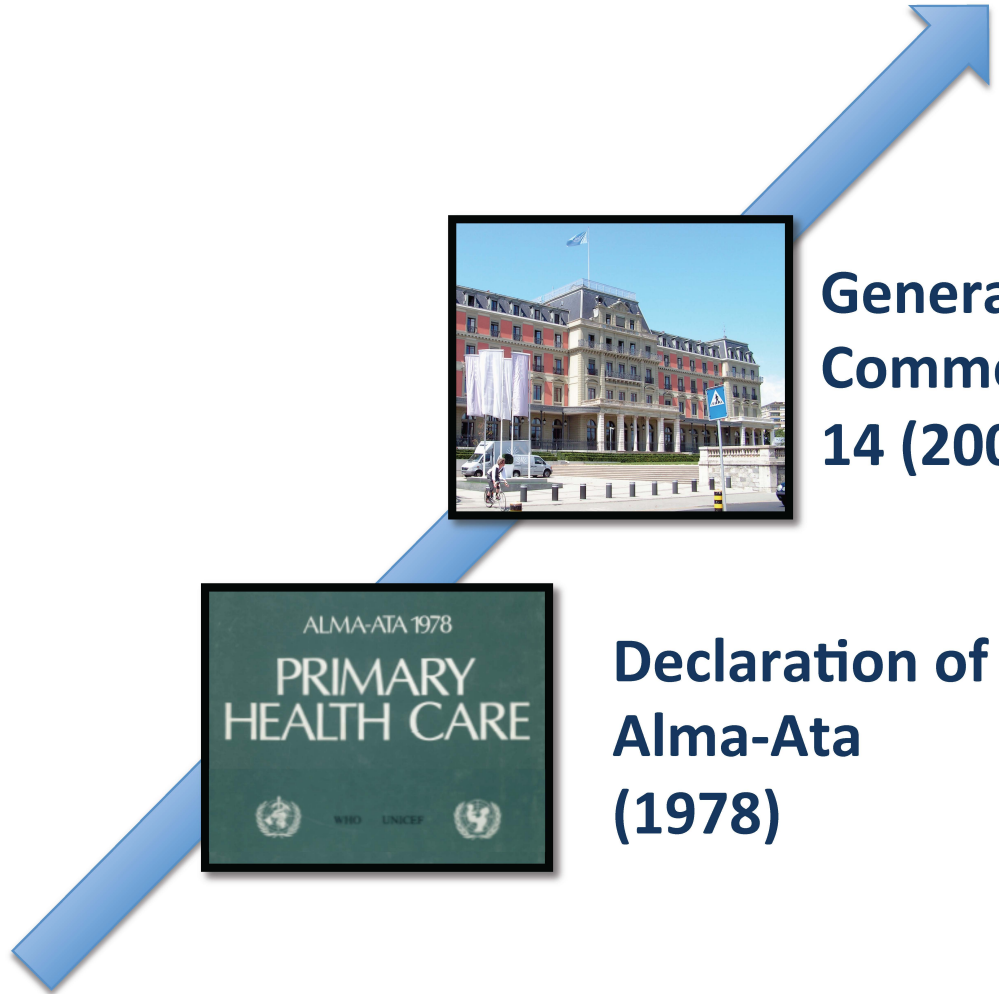 Genera
Comme
14 (200
ALMA-ATA 1978
PRIMARY
HEALTH CARE
WHO UNICEF
Declaration of
Alma-Ata
(1978)